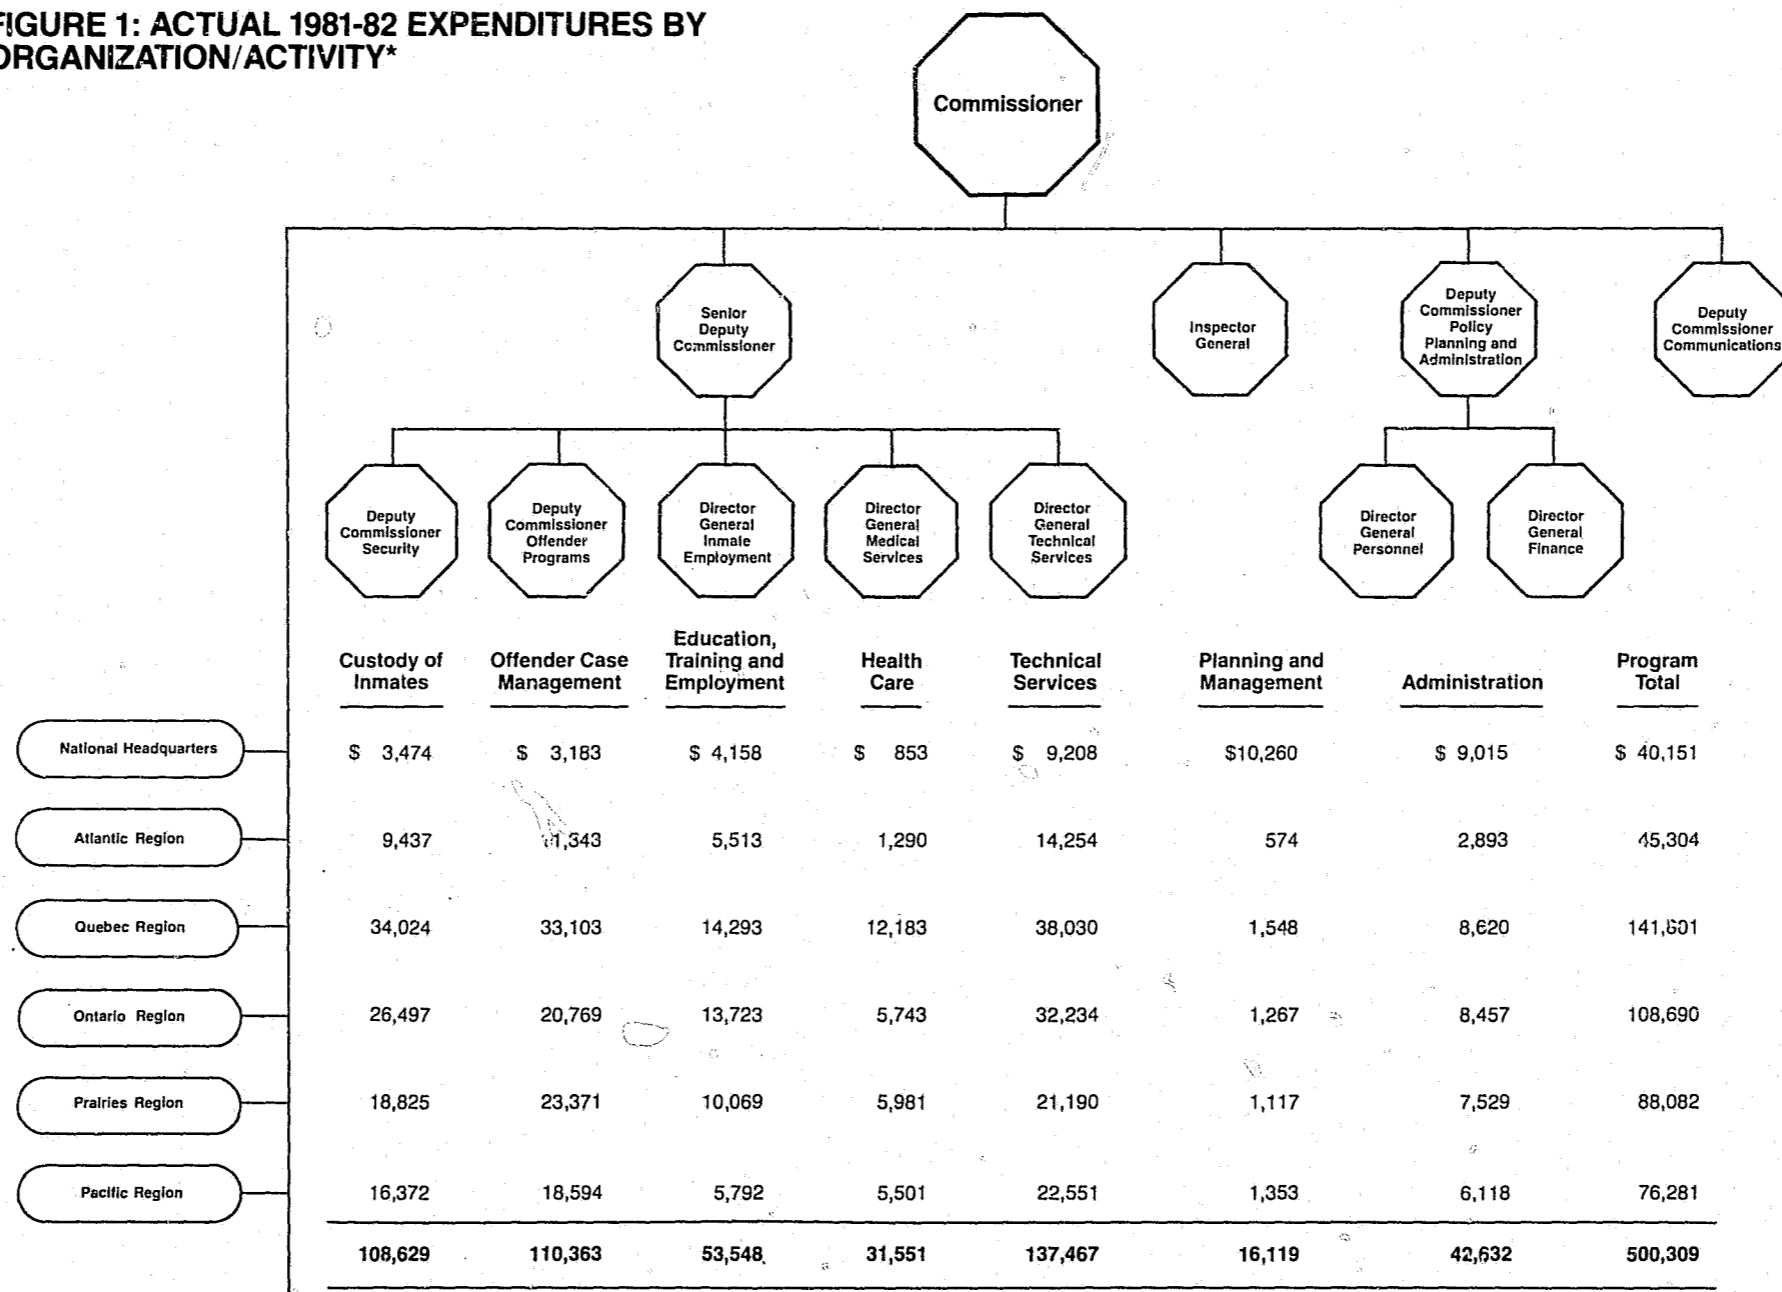 FIGURE 1: ACTUAL 1981-82 EXPENDITURES BY
ORGANIZATION/ACTIVITY*
Commissioner
Senior
Deputy
Commissioner
Inspector
General
Deputy
Commissioner
Policy
Planning and
Administration
Deputy
Commissioner
Communications
Deputy
Commissioner
Security
Deputy
Commissioner
Offender
Programs
Director
General
Inmate
Employment
Director
General
Medical
Services
Director
General
Technical
Services
Director
General
Personnel
Director
General
Finance
Custody of
Inmates
Offender Case
Management
Education,
Training and
Employment
Health
Care
Technical
Services
Planning and
Management
Administration
Program
Total
National Headquarters $ 3,474 $ 3,183 $ 4,158 $ 853 $ 9,208 $10,260 $ 9,015 $ 40,151
Atlantic Region 9,437 11,343 5,513 1,290 14,254 574 2,893 45,304
Quebec Region 34,024 33,103 14,293 12,183 38,030 1,548 8,620 141,801
Ontario Region 26,497 20,769 13,723 5,743 32,234 1,267 8,457 108,690
Prairies Region 18,825 23,371 10,069 5,981 21,190 1,117 7,529 88,082
Pacific Region 16,372 18,594 5,792 5,501 22,551 1,353 6,118 76,281
108,629 110,363 53,548 31,551 137,467 16,119 42,632 500,309